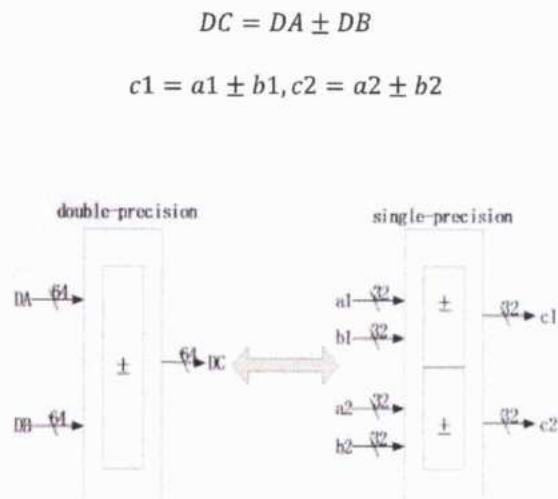 DC = DA ± DB
c1 = a1 ± b1, c2 = a2 ± b2
double-precision
single-precision
DA 64
DB 64
±
64 DC
a1 32
b1 32
±
32 c1
a2 32
b2 32
±
32 c2